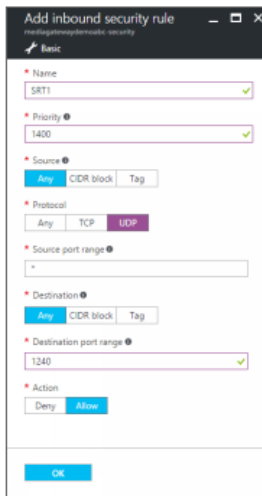 Add inbound security rule
mediagatewaydemoabc-security
Basic
* Name
SRT1
* Priority
1400
* Source
Any CIDR block Tag
* Protocol
Any TCP UDP
* Source port range
*
* Destination
Any CIDR block Tag
* Destination port range
1240
* Action
Deny Allow
OK